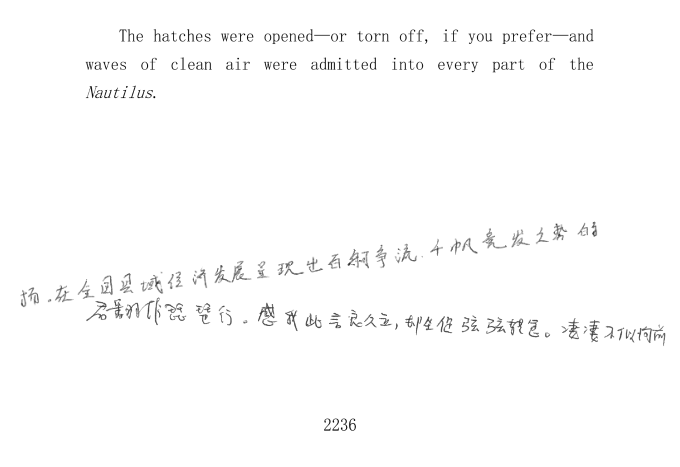 The hatches were opened—or torn off, if you prefer—and
waves of clean air were admitted into every part of the
Nautilus.
扬。在全国县域经济发展呈现出百舸争流、千帆竞发之势的
君翻作琵琶行。感我此言良久立，却坐促弦弦转急。凄凄不似向前
2236